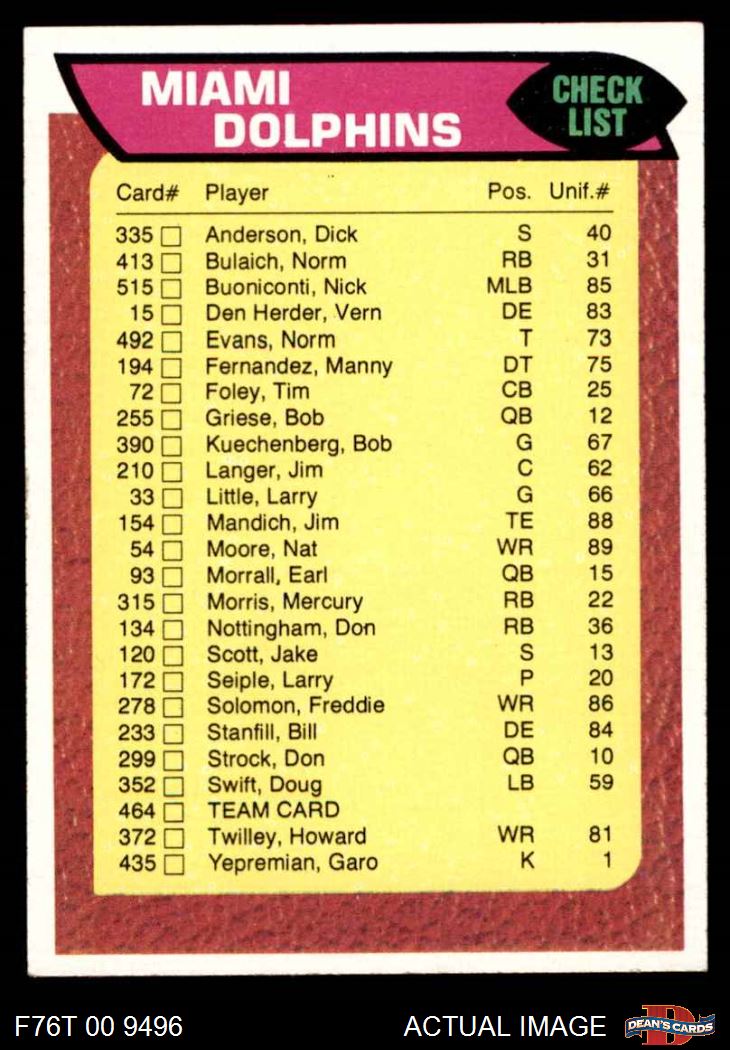 MIAMI
DOLPHINS
CHECK
LIST
Card# Player Pos. Unif.#
335 Anderson, Dick S 40
413 Bulaich, Norm RB 31
515 Buoniconti, Nick MLB 85
15 Den Herder, Vern DE 83
492 Evans, Norm T 73
194 Fernandez, Manny DT 75
72 Foley, Tim CB 25
255 Griese, Bob QB 12
390 Kuechenberg, Bob G 67
210 Langer, Jim C 62
33 Little, Larry G 66
154 Mandich, Jim TE 88
54 Moore, Nat WR 89
93 Morrall, Earl QB 15
315 Morris, Mercury RB 22
134 Nottingham, Don RB 36
120 Scott, Jake S 13
172 Seiple, Larry P 20
278 Solomon, Freddie WR 86
233 Stanfill, Bill DE 84
299 Strock, Don QB 10
352 Swift, Doug LB 59
464 TEAM CARD
372 Twilley, Howard WR 81
435 Yepremian, Garo K 1
F76T 00 9496 ACTUAL IMAGE
D
DEAN'S CARDS